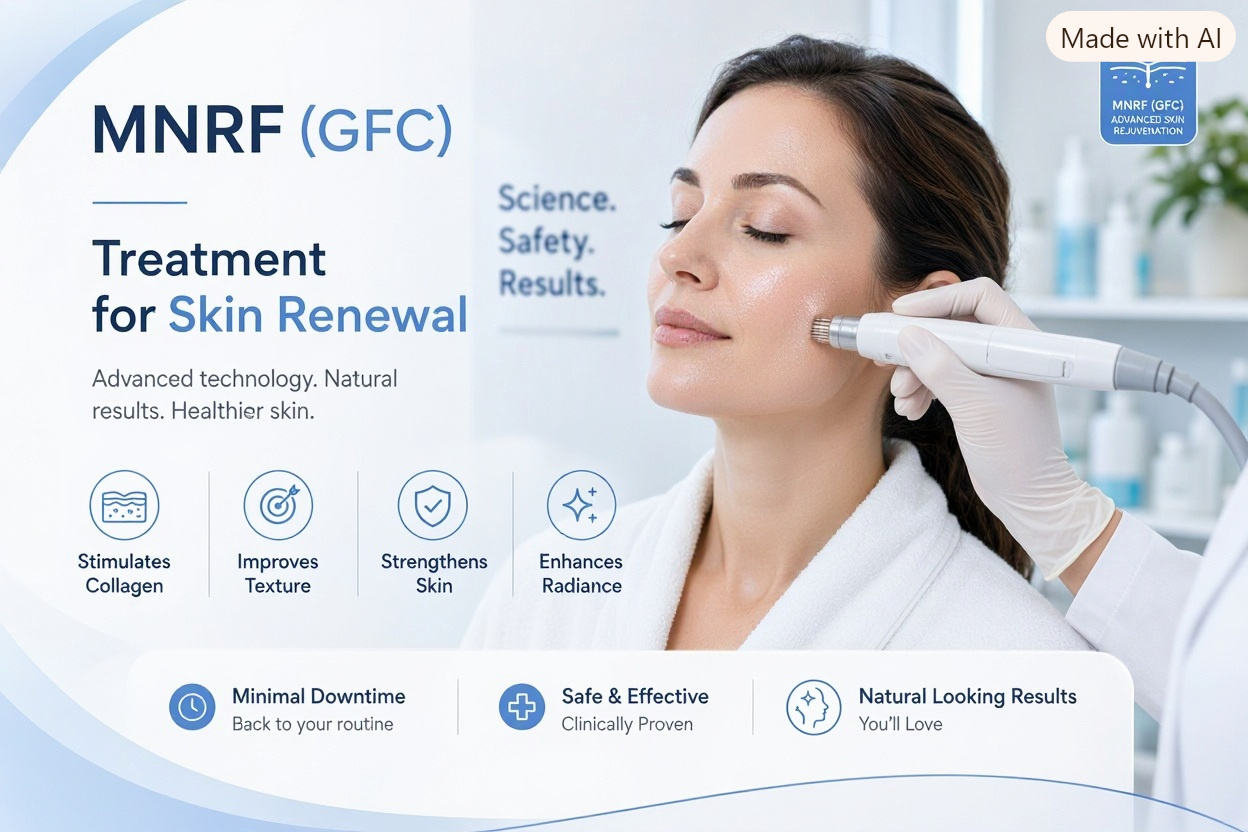 Made with AI
MNRF (GFC)
ADVANCED SKIN
REJUVENATION
MNRF (GFC)
Treatment
for Skin Renewal
Advanced technology. Natural
results. Healthier skin.
Science.
Safety.
Results.
Stimulates
Collagen
Improves
Texture
Strengthens
Skin
Enhances
Radiance
Minimal Downtime
Back to your routine
Safe & Effective
Clinically Proven
Natural Looking Results
You'll Love